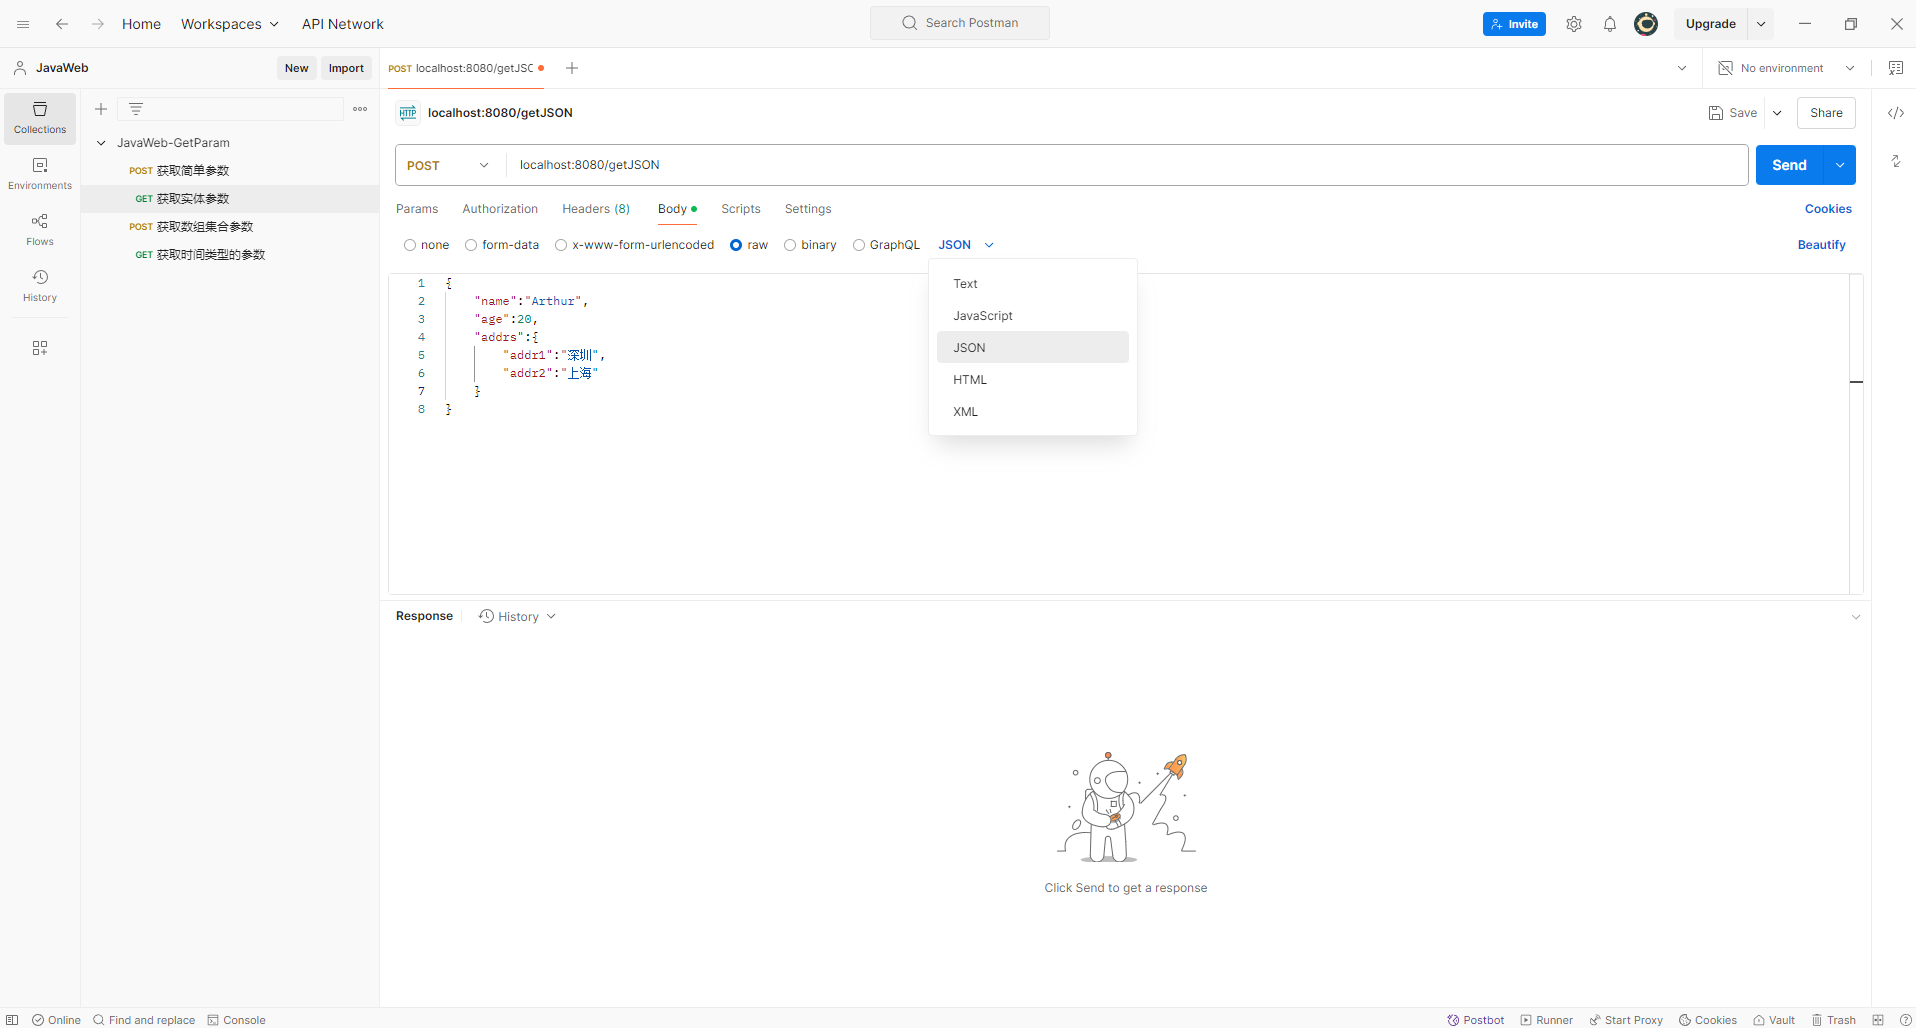 Home Workspaces API Network Search Postman Invite Upgrade
JavaWeb New Import POST localhost:8080/getJSC No environment
Collections
Environments
Flows
History
JavaWeb-GetParam
POST 获取简单参数
GET 获取实体参数
POST 获取数组集合参数
GET 获取时间类型的参数
HTTP localhost:8080/getJSON Save Share
POST localhost:8080/getJSON Send
Params Authorization Headers (8) Body Scripts Settings Cookies
none form-data x-www-form-urlencoded raw binary GraphQL JSON Beautify
1 {
2 "name":"Arthur",
3 "age":20,
4 "addrs":{
5 "addr1":"深圳",
6 "addr2":"上海"
7 }
8 }
Text
JavaScript
JSON
HTML
XML
Response History
Click Send to get a response
Online Find and replace Console Postbot Runner Start Proxy Cookies Vault Trash